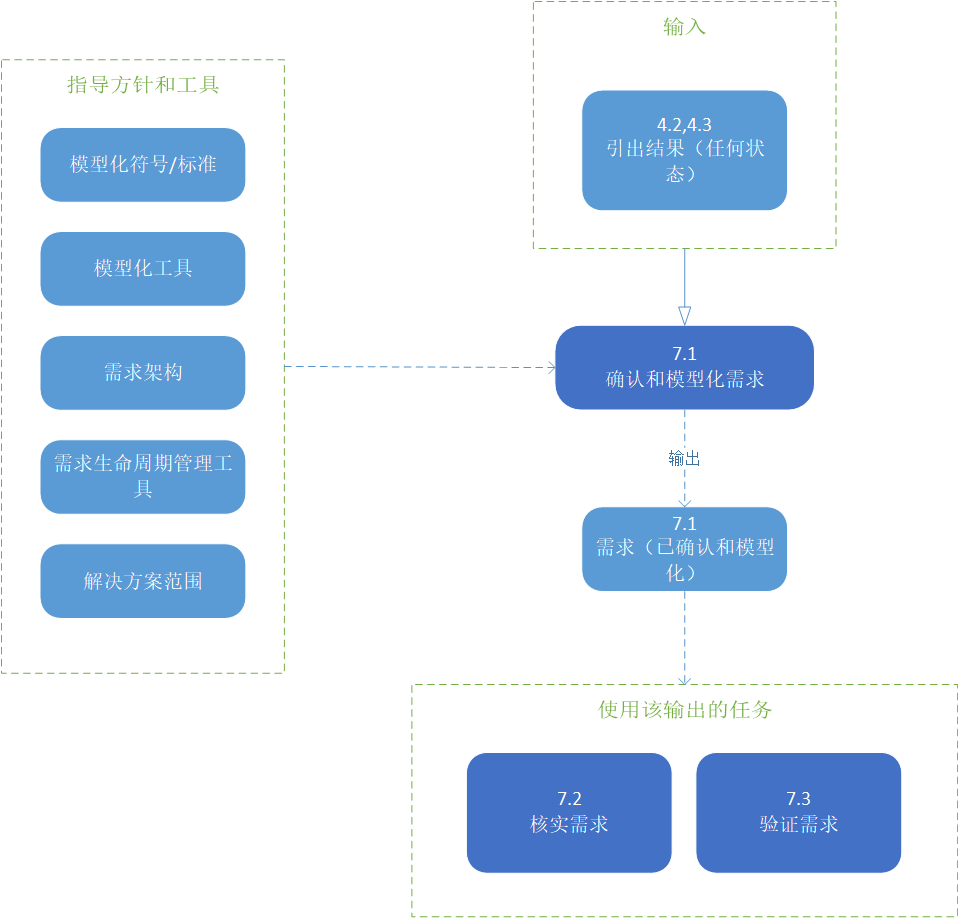 输入
4.2,4.3
引出结果（任何状
态）
指导方针和工具
模型化符号/标准
模型化工具
需求架构
需求生命周期管理工
具
解决方案范围
7.1
确认和模型化需求
输出
7.1
需求（已确认和模型
化）
使用该输出的任务
7.2
核实需求
7.3
验证需求